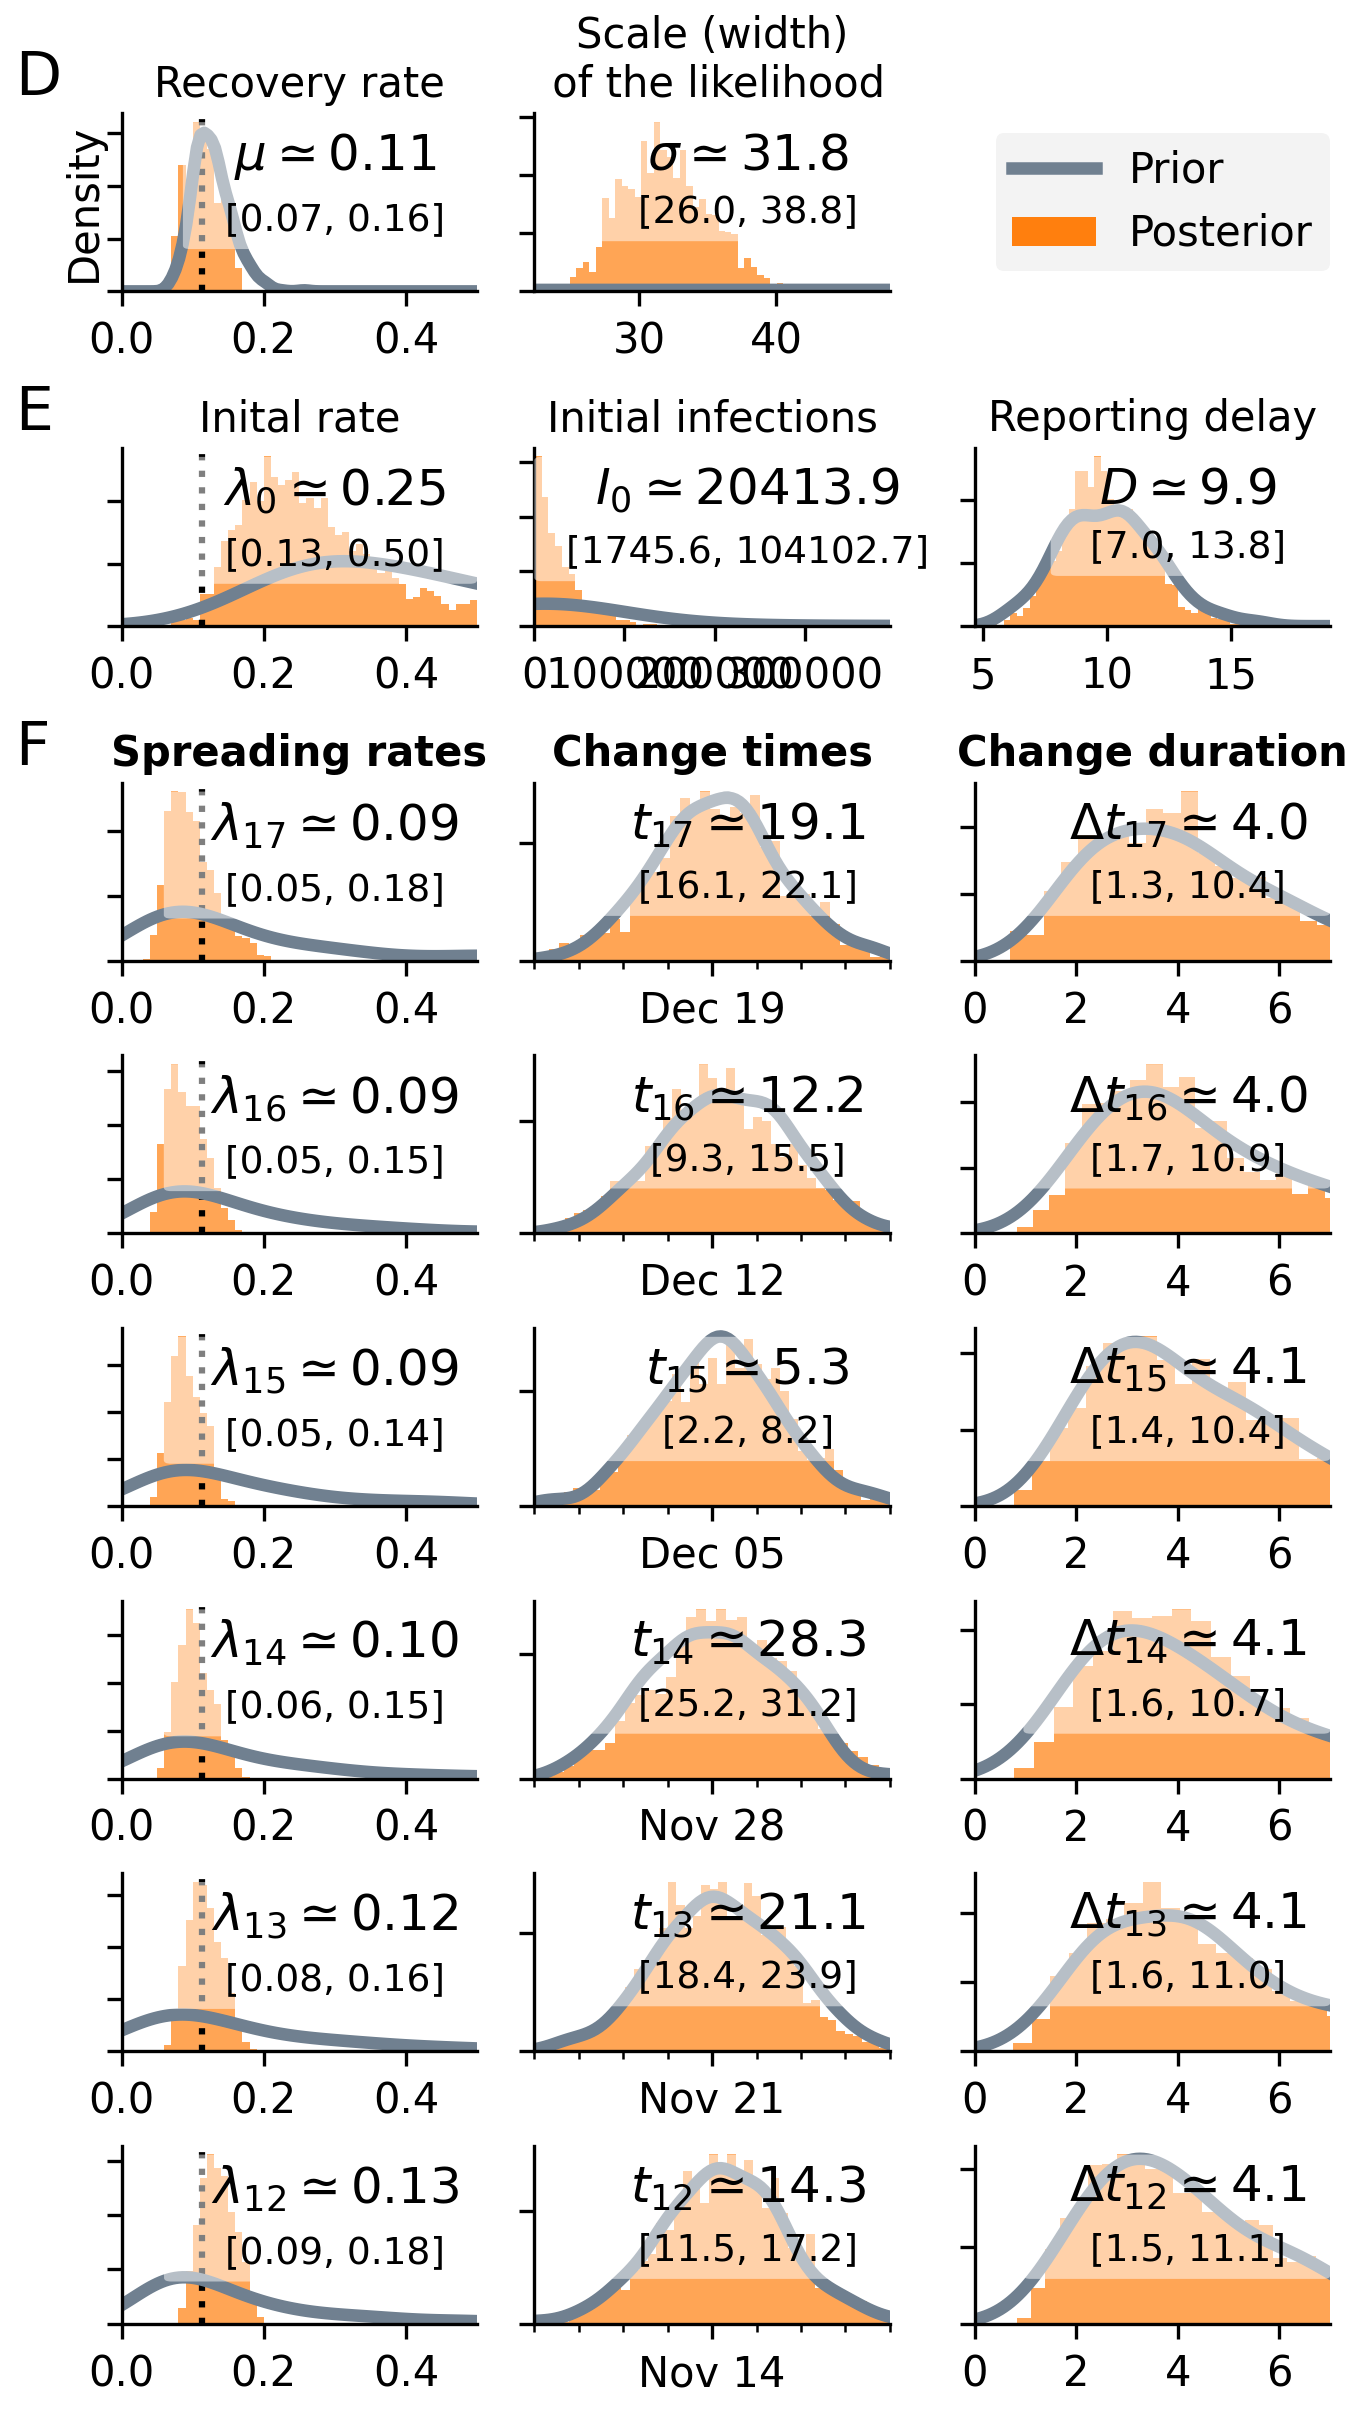 D
Recovery rate
Scale (width)
of the likelihood
Density
μ ≃ 0.11
[0.07, 0.16]
σ ≃ 31.8
[26.0, 38.8]
Prior
Posterior
0.0 0.2 0.4
30 40
E
Inital rate
Initial infections
Reporting delay
λ0 ≃ 0.25
[0.13, 0.50]
I0 ≃ 20413.9
[1745.6, 104102.7]
D ≃ 9.9
[7.0, 13.8]
0.0 0.2 0.4
0 100000 200000 300000
5 10 15
F
Spreading rates
Change times
Change duration
λ17 ≃ 0.09
[0.05, 0.18]
t17 ≃ 19.1
[16.1, 22.1]
Δt17 ≃ 4.0
[1.3, 10.4]
0.0 0.2 0.4
Dec 19
0 2 4 6
λ16 ≃ 0.09
[0.05, 0.15]
t16 ≃ 12.2
[9.3, 15.5]
Δt16 ≃ 4.0
[1.7, 10.9]
0.0 0.2 0.4
Dec 12
0 2 4 6
λ15 ≃ 0.09
[0.05, 0.14]
t15 ≃ 5.3
[2.2, 8.2]
Δt15 ≃ 4.1
[1.4, 10.4]
0.0 0.2 0.4
Dec 05
0 2 4 6
λ14 ≃ 0.10
[0.06, 0.15]
t14 ≃ 28.3
[25.2, 31.2]
Δt14 ≃ 4.1
[1.6, 10.7]
0.0 0.2 0.4
Nov 28
0 2 4 6
λ13 ≃ 0.12
[0.08, 0.16]
t13 ≃ 21.1
[18.4, 23.9]
Δt13 ≃ 4.1
[1.6, 11.0]
0.0 0.2 0.4
Nov 21
0 2 4 6
λ12 ≃ 0.13
[0.09, 0.18]
t12 ≃ 14.3
[11.5, 17.2]
Δt12 ≃ 4.1
[1.5, 11.1]
0.0 0.2 0.4
Nov 14
0 2 4 6